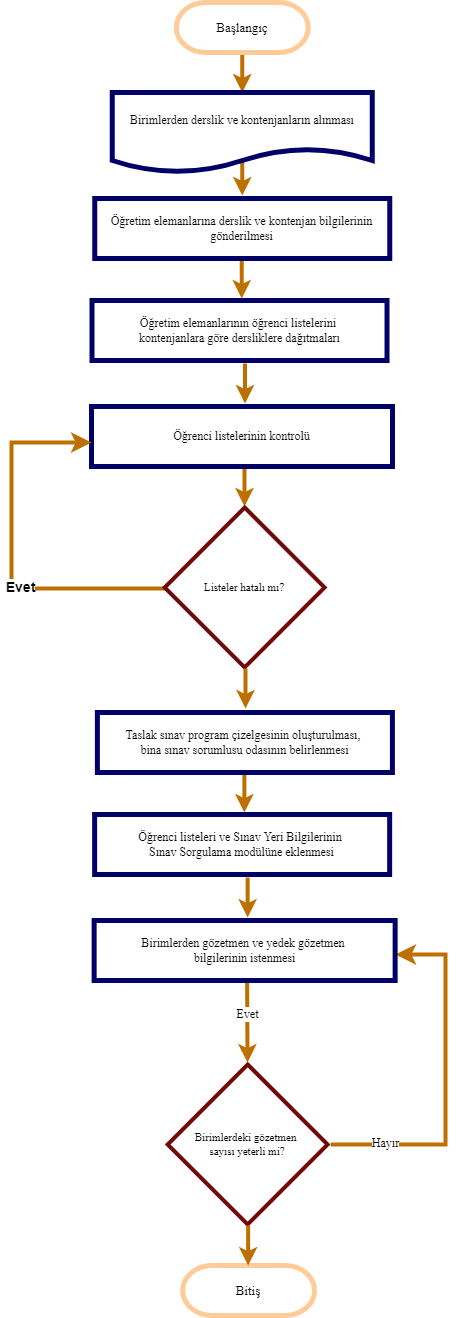 Başlangıç
Birimlerden derslik ve kontenjanların alınması
Öğretim elemanlarına derslik ve kontenjan bilgilerinin
gönderilmesi
Öğretim elemanlarının öğrenci listelerini
kontenjanlara göre dersliklere dağıtmaları
Öğrenci listelerinin kontrolü
Listeler hatalı mı?
Evet
Taslak sınav program çizelgesinin oluşturulması,
bina sınav sorumlusu odasının belirlenmesi
Öğrenci listeleri ve Sınav Yeri Bilgilerinin
Sınav Sorgulama modülüne eklenmesi
Birimlerden gözetmen ve yedek gözetmen
bilgilerinin istenmesi
Evet
Birimlerdeki gözetmen
sayısı yeterli mi?
Hayır
Bitiş